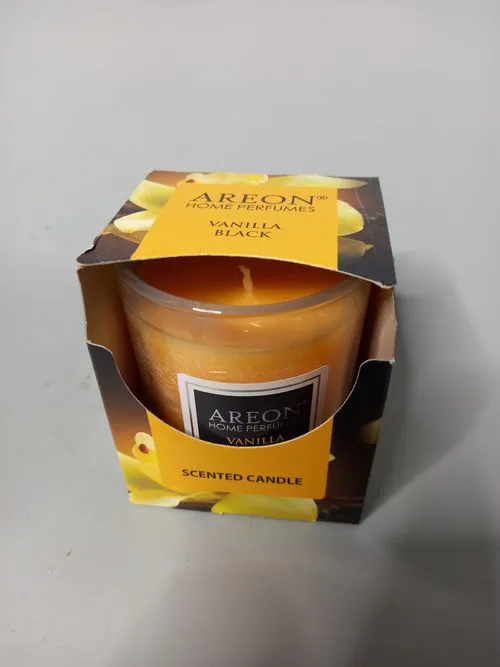 AREON®
HOME PERFUMES
VANILLA
BLACK
AREON
HOME PERFUMES
VANILLA
SCENTED CANDLE